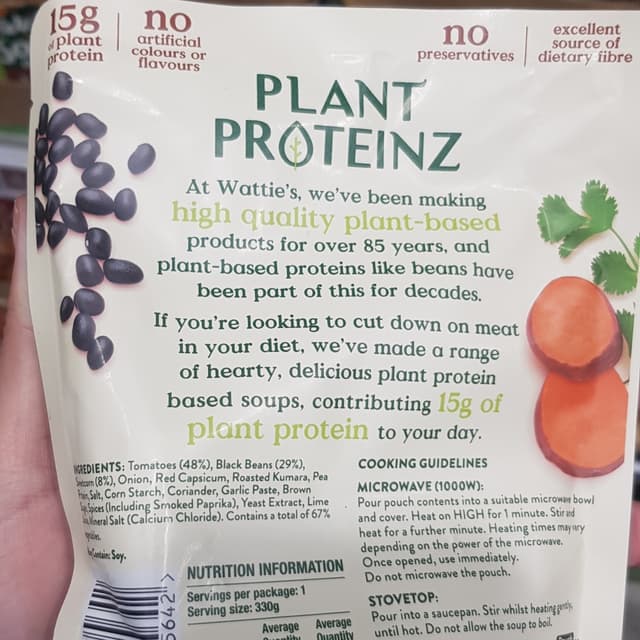 15g
of plant
protein
no
artificial
colours or
flavours
no
preservatives
excellent
source of
dietary fibre
PLANT
PROTEINZ
At Wattie's, we've been making
high quality plant-based
products for over 85 years, and
plant-based proteins like beans have
been part of this for decades.
If you're looking to cut down on meat
in your diet, we've made a range
of hearty, delicious plant protein
based soups, contributing 15g of
plant protein to your day.
INGREDIENTS: Tomatoes (48%), Black Beans (29%),
(8%), Onion, Red Capsicum, Roasted Kumara, Pea
Salt, Corn Starch, Coriander, Garlic Paste, Brown
Spices (Including Smoked Paprika), Yeast Extract, Lime
Mineral Salt (Calcium Chloride). Contains a total of 67%
Contain: Soy.
5642
NUTRITION INFORMATION
Servings per package: 1
Serving size: 330g
Average Average
Quantity
COOKING GUIDELINES
MICROWAVE (1000W):
Pour pouch contents into a suitable microwave bowl
and cover. Heat on HIGH for 1 minute. Stir and
heat for a further minute. Heating times may vary
depending on the power of the microwave.
Once opened, use immediately.
Do not microwave the pouch.
STOVETOP:
Pour into a saucepan. Stir whilst heating gently,
until hot. Do not allow the soup to boil.